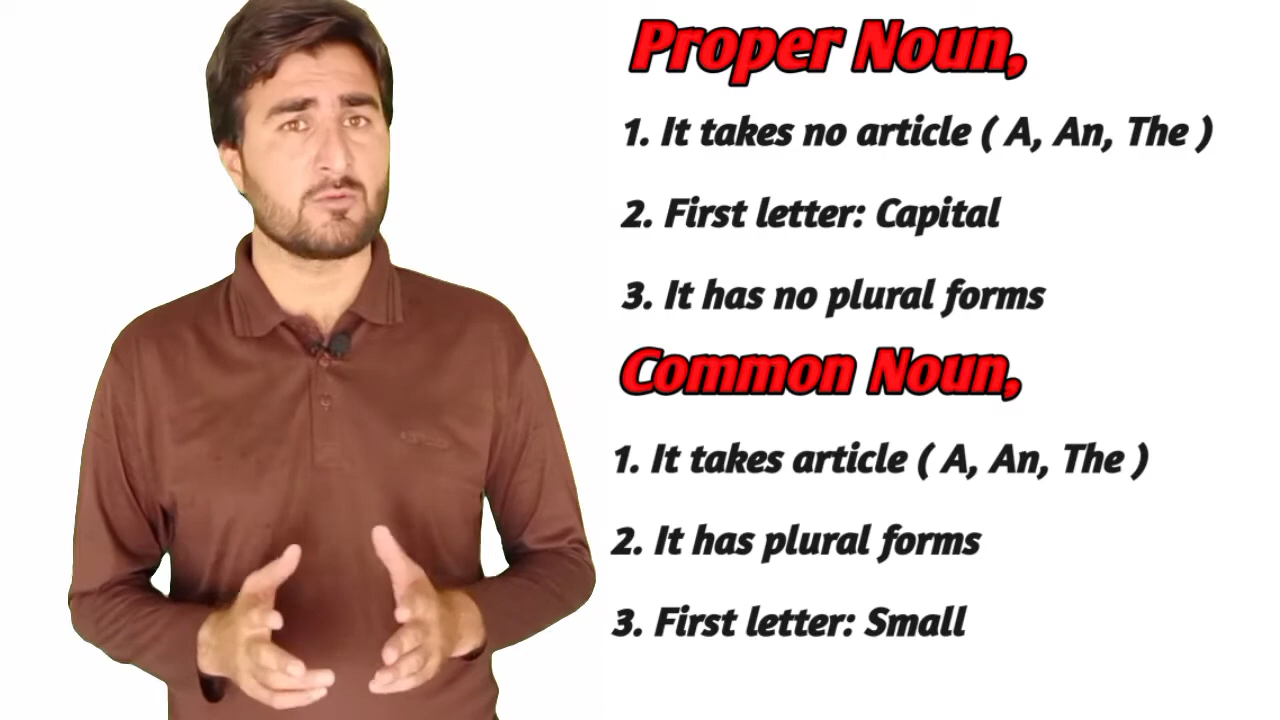 Proper Noun,
1. It takes no article ( A, An, The )
2. First letter: Capital
3. It has no plural forms
Common Noun,
1. It takes article ( A, An, The )
2. It has plural forms
3. First letter: Small